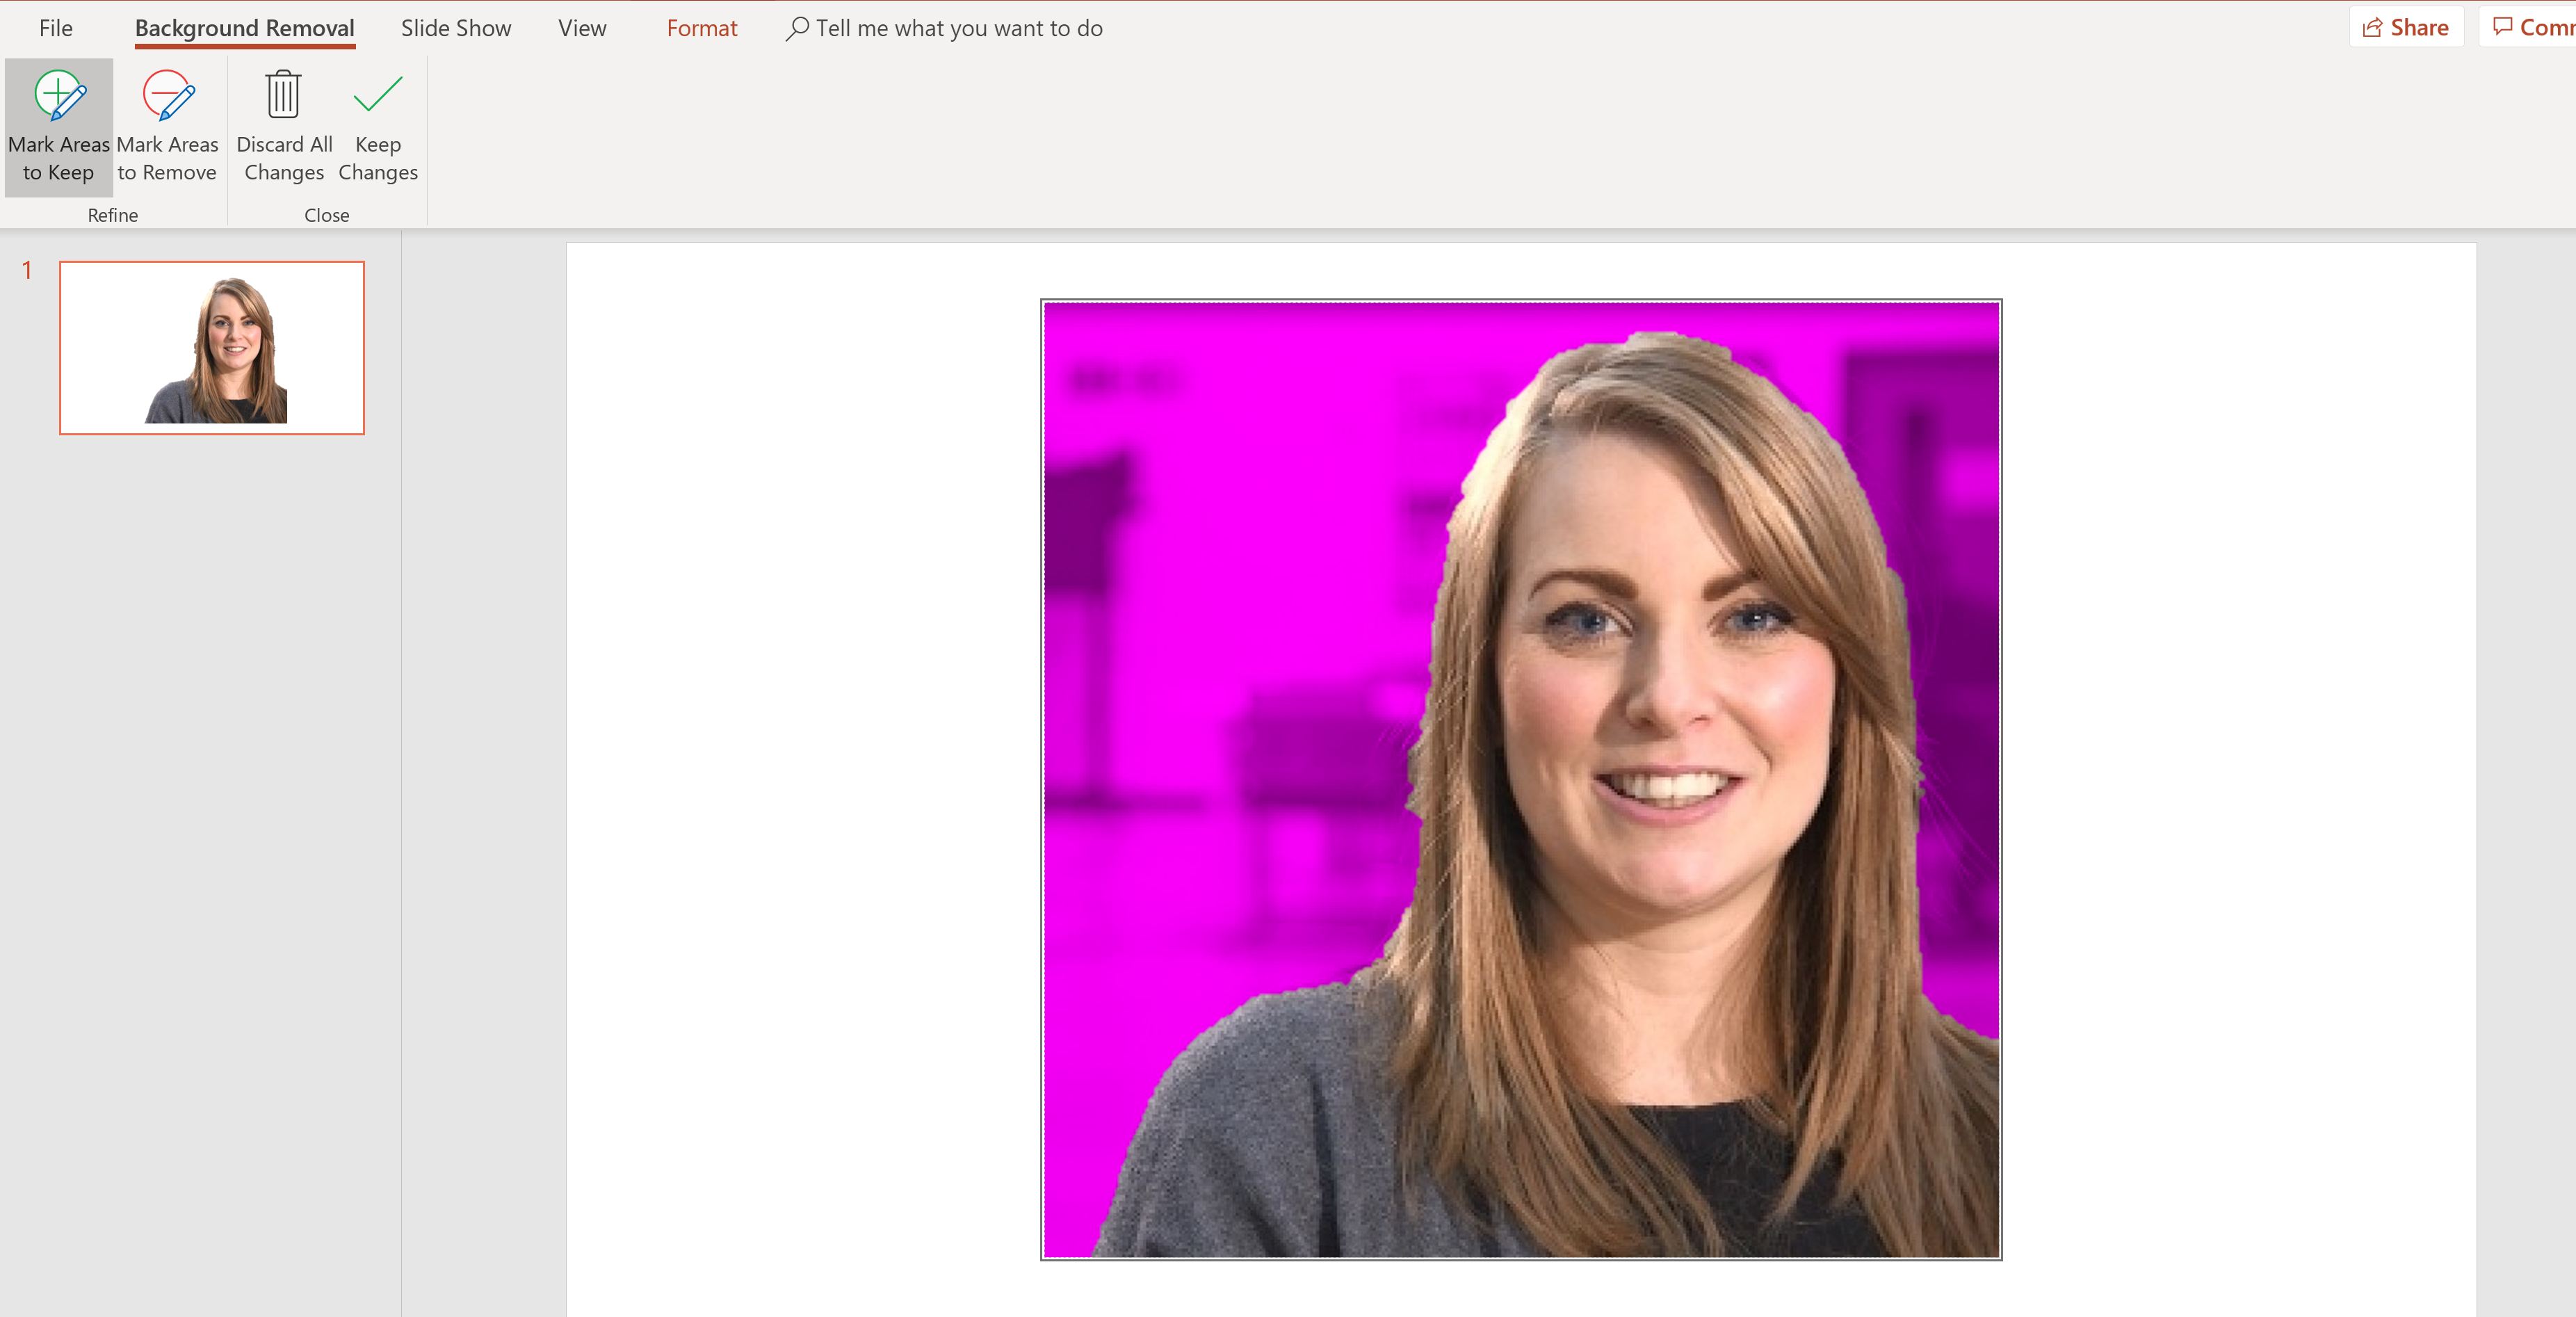 File Background Removal Slide Show View Format Tell me what you want to do Share Comm
Mark Areas to Keep
Mark Areas to Remove
Discard All Changes
Keep Changes
Refine Close
1